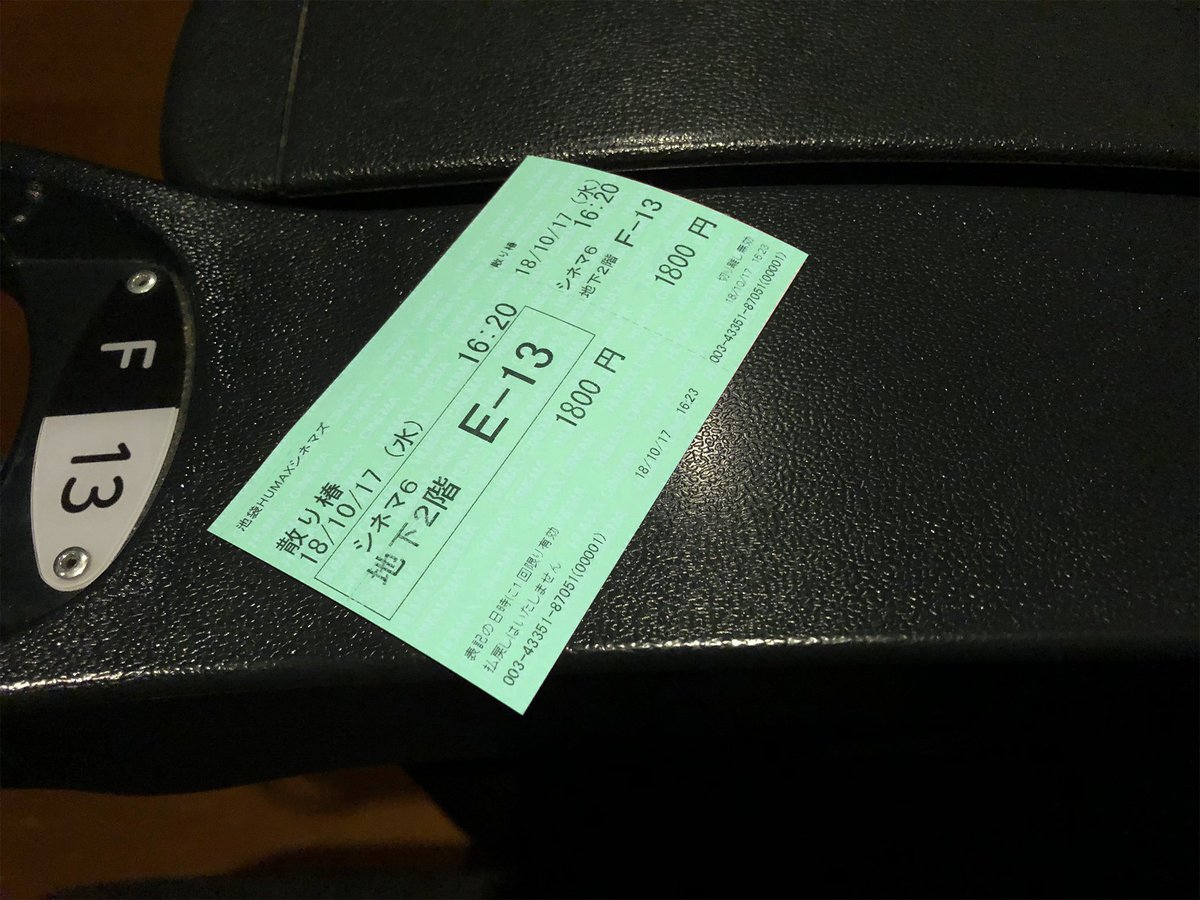 池袋HUMAXシネマズ
散り椿
18/10/17 (水) 16:20
シネマ6
地下2階 E-13
1800 円
18/10/17 16:23
表記の日時に1回限り有効
払戻しはいたしません
003-43351-87051(00001)
散り椿
18/10/17 (水)
16:20
シネマ6
地下2階 F-13
1800 円
切り離し無効
18/10/17 16:23
003-43351-87051(00001)
F
13